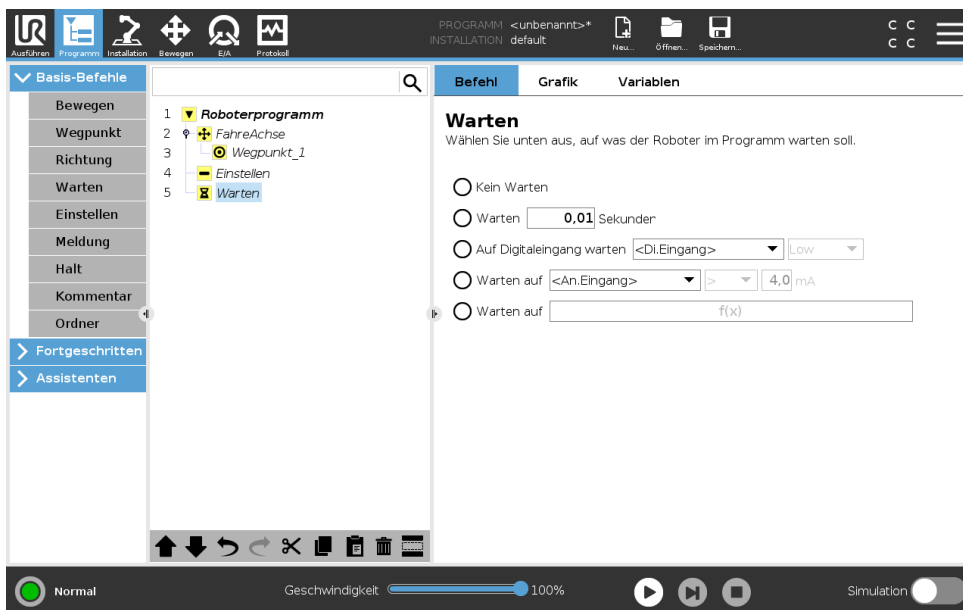 UR
PROGRAMM <unbenannt>*
INSTALLATION default
C C
C C
Ausführen Programm Installation Bewegen E/A Protokoll Neu... Öffnen... Speichern...
Basis-Befehle
Bewegen
Wegpunkt
Richtung
Warten
Einstellen
Meldung
Halt
Kommentar
Ordner
Fortgeschritten
Assistenten
1 Roboterprogramm
2 FahreAchse
3 Wegpunkt_1
4 Einstellen
5 Warten
Befehl Grafik Variablen
Warten
Wählen Sie unten aus, auf was der Roboter im Programm warten soll.
Kein Warten
Warten 0,01 Sekunden
Auf Digitaleingang warten <Di.Eingang> Low
Warten auf <An.Eingang> > 4,0 mA
Warten auf f(x)
Normal Geschwindigkeit 100% Simulation